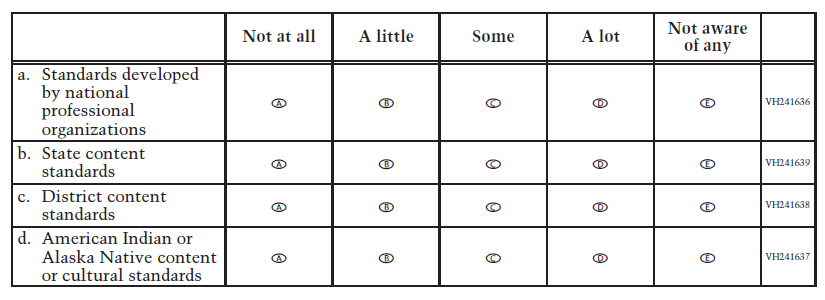 Not at all A little Some A lot Not aware of any
a. Standards developed
by national
professional
organizations
A B C D E VH241636
b. State content
standards
A B C D E VH241639
c. District content
standards
A B C D E VH241638
d. American Indian or
Alaska Native content
or cultural standards
A B C D E VH241637